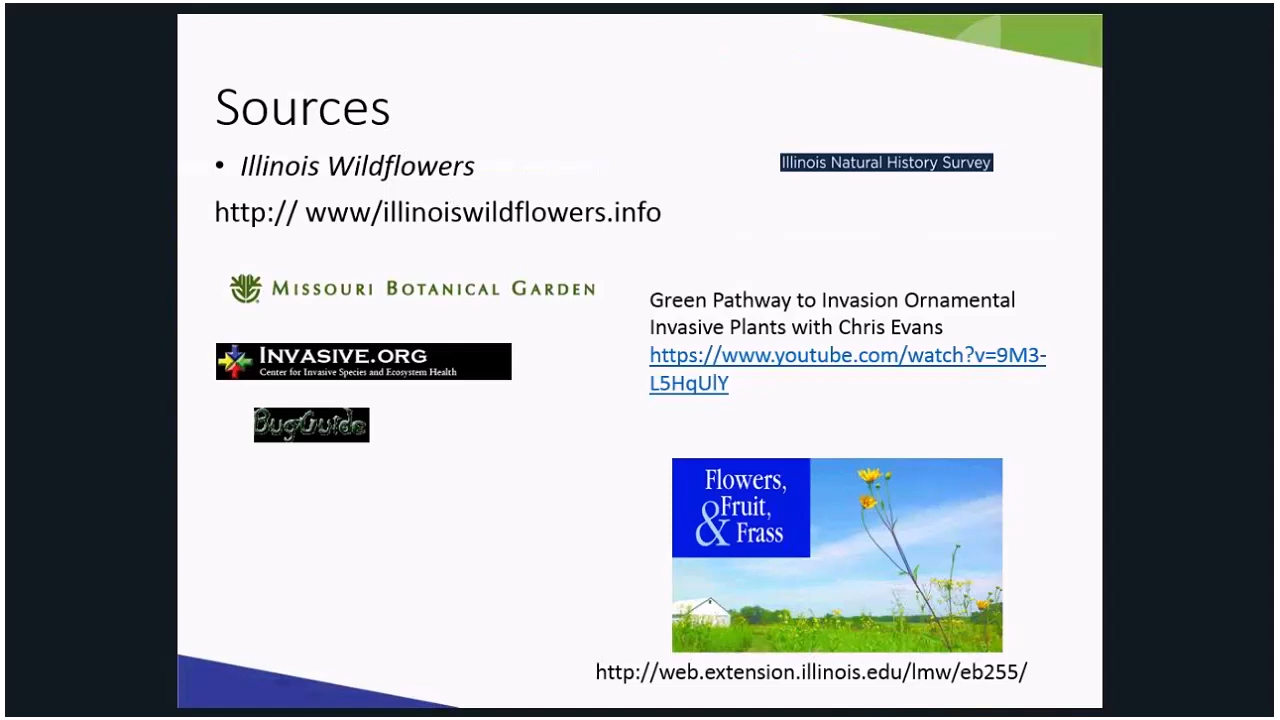 Sources
• Illinois Wildflowers
http:// www/illinoiswildflowers.info
Illinois Natural History Survey
MISSOURI BOTANICAL GARDEN
INVASIVE.ORG
Center for Invasive Species and Ecosystem Health
BugGuide
Green Pathway to Invasion Ornamental
Invasive Plants with Chris Evans
https://www.youtube.com/watch?v=9M3-
L5HqUlY
Flowers,
Fruit,
& Frass
http://web.extension.illinois.edu/lmw/eb255/